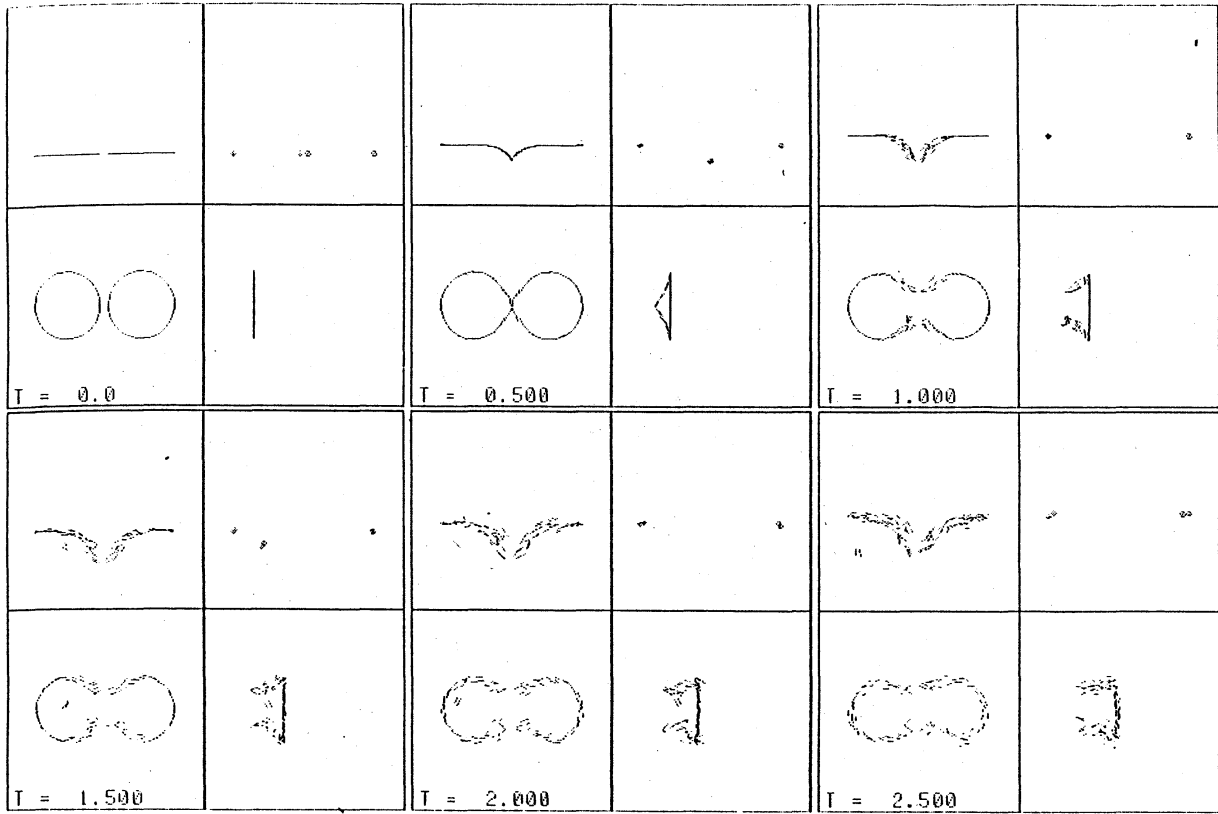 T = 0.0
T = 0.500
T = 1.000
T = 1.500
T = 2.000
T = 2.500